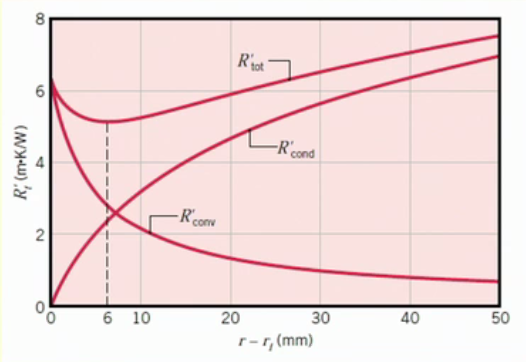 8
6
4
2
0
R′t (m•K/W)
R′tot
R′cond
R′conv
0 6 10 20 30 40 50
r – ri (mm)